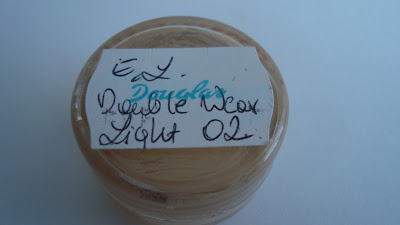 E.L.
Douglas
Double Wear
Light 02.